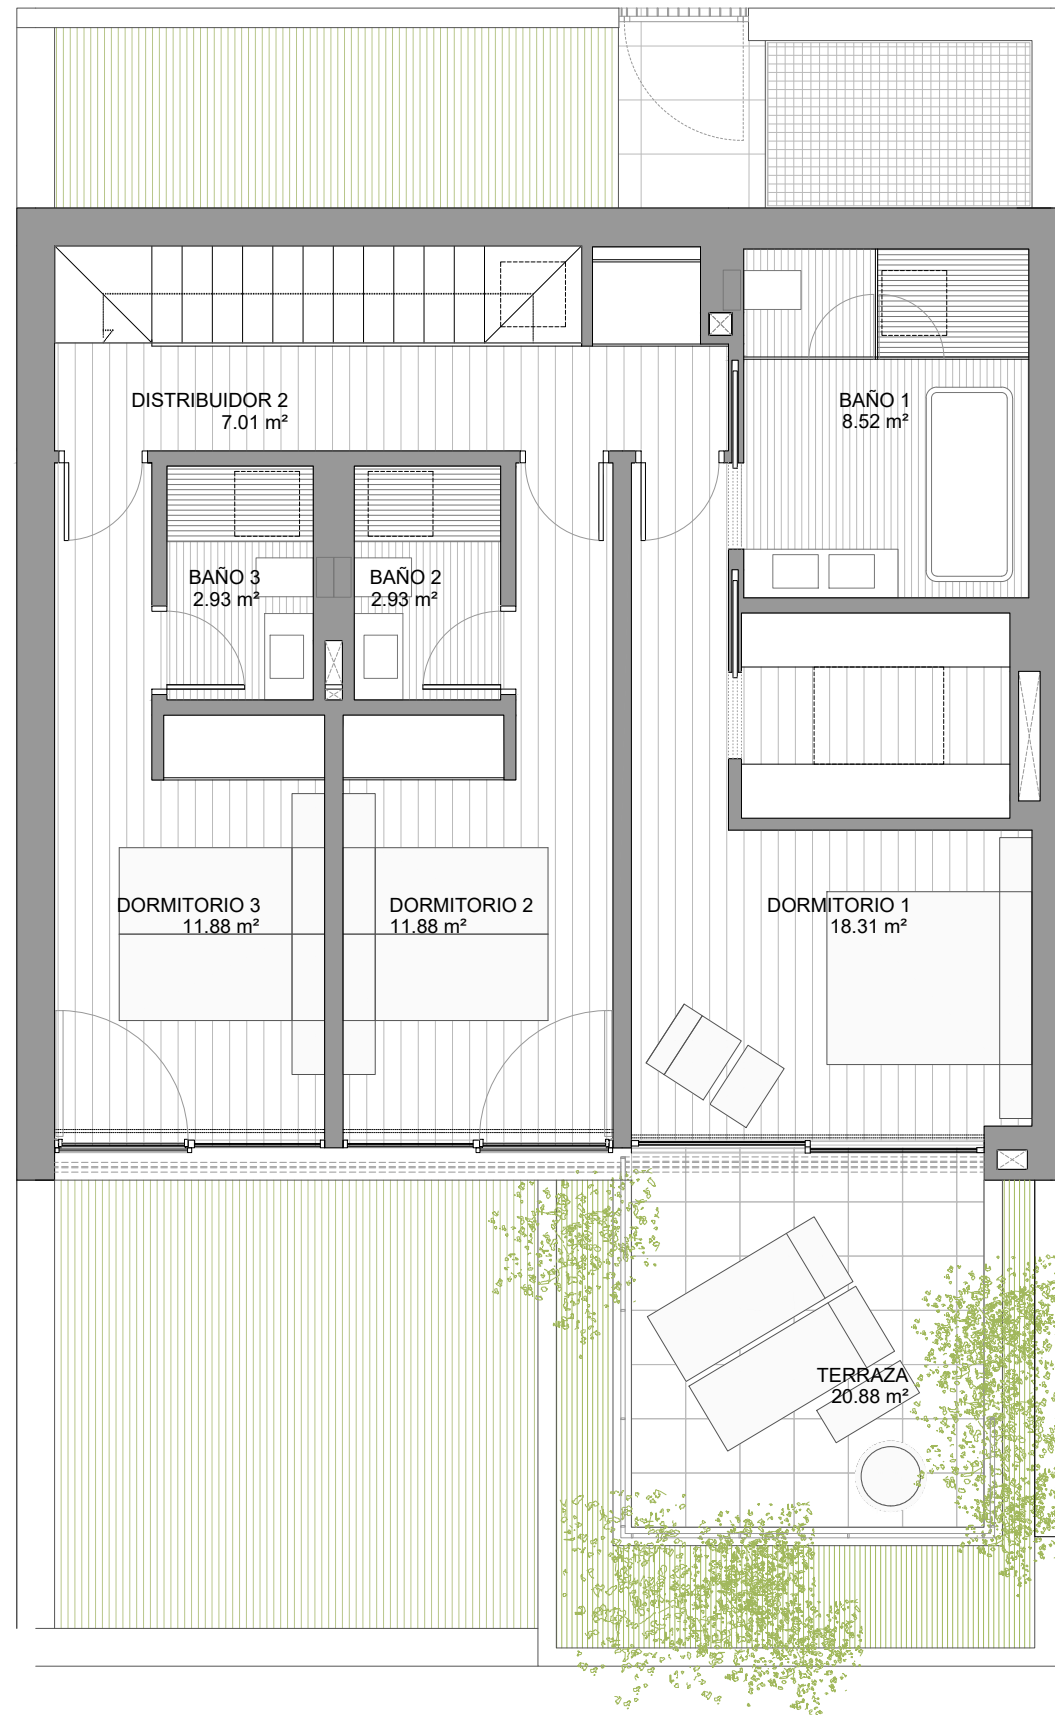 DISTRIBUIDOR 2
7.01 m²
BAÑO 1
8.52 m²
BAÑO 3
2.93 m²
BAÑO 2
2.93 m²
DORMITORIO 3
11.88 m²
DORMITORIO 2
11.88 m²
DORMITORIO 1
18.31 m²
TERRAZA
20.88 m²